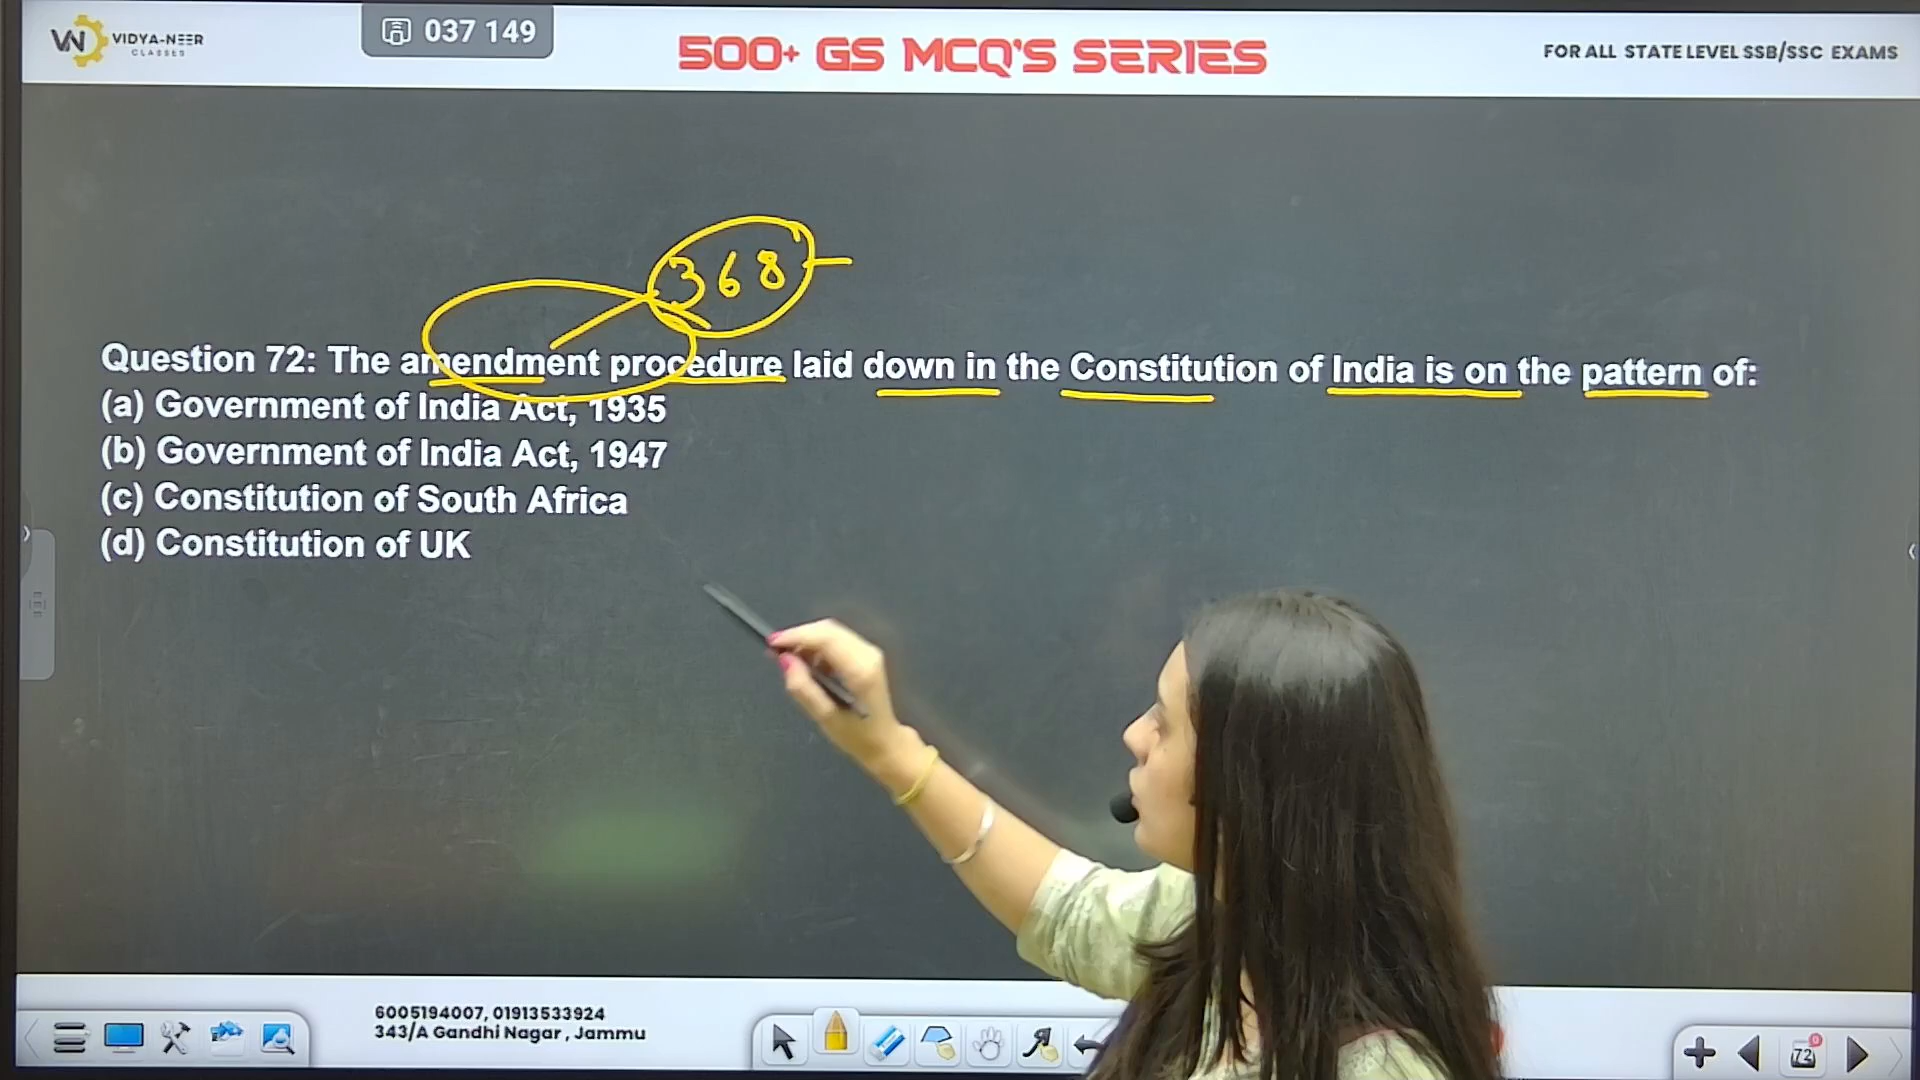 VN VIDYA-NEER
CLASSES
037 149
500+ GS MCQ'S SERIES
FOR ALL STATE LEVEL SSB/SSC EXAMS
368
Question 72: The amendment procedure laid down in the Constitution of India is on the pattern of:
(a) Government of India Act, 1935
(b) Government of India Act, 1947
(c) Constitution of South Africa
(d) Constitution of UK
6005194007, 01913533924
343/A Gandhi Nagar, Jammu
72
0